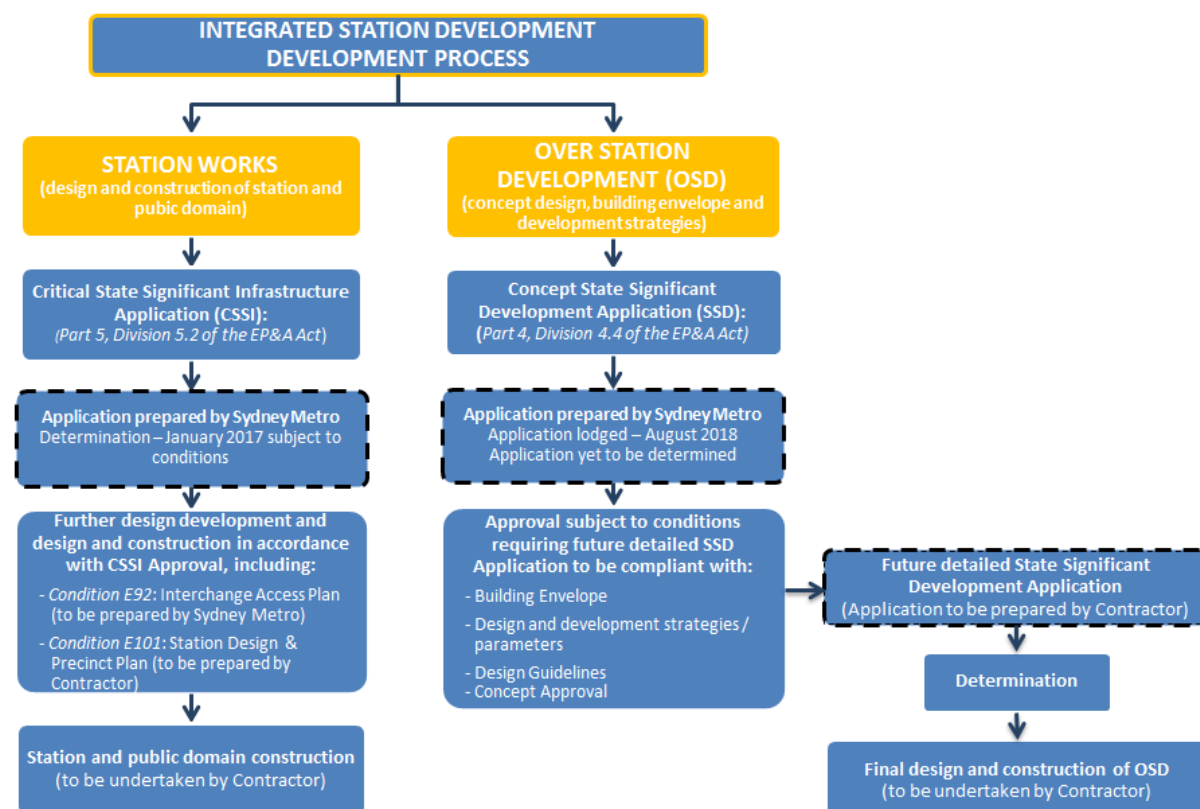 INTEGRATED STATION DEVELOPMENT
DEVELOPMENT PROCESS
STATION WORKS
(design and construction of station and
pubic domain)
Critical State Significant Infrastructure
Application (CSSI):
(Part 5, Division 5.2 of the EP&A Act)
Application prepared by Sydney Metro
Determination – January 2017 subject to
conditions
Further design development and
design and construction in accordance
with CSSI Approval, including:
- Condition E92: Interchange Access Plan
(to be prepared by Sydney Metro)
- Condition E101: Station Design &
Precinct Plan (to be prepared by
Contractor)
Station and public domain construction
(to be undertaken by Contractor)
OVER STATION
DEVELOPMENT (OSD)
(concept design, building envelope and
development strategies)
Concept State Significant
Development Application (SSD):
(Part 4, Division 4.4 of the EP&A Act)
Application prepared by Sydney Metro
Application lodged – August 2018
Application yet to be determined
Approval subject to conditions
requiring future detailed SSD
Application to be compliant with:
- Building Envelope
- Design and development strategies /
parameters
- Design Guidelines
- Concept Approval
Future detailed State Significant
Development Application
(Application to be prepared by Contractor)
Determination
Final design and construction of OSD
(to be undertaken by Contractor)